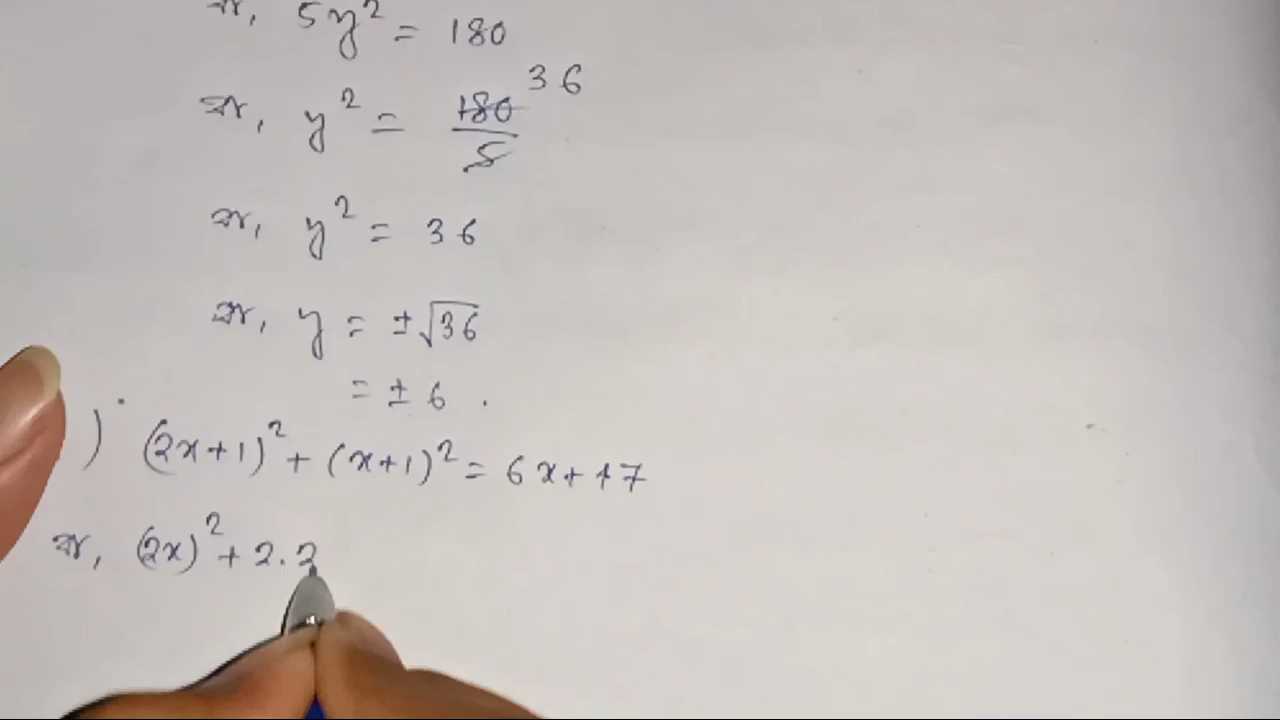 বা, 5y² = 180
বা, y² = 180/5 36
বা, y² = 36
বা, y = ±√36
= ± 6 .
) (2x+1)² + (x+1)² = 6x+47
বা, (2x)² + 2.2